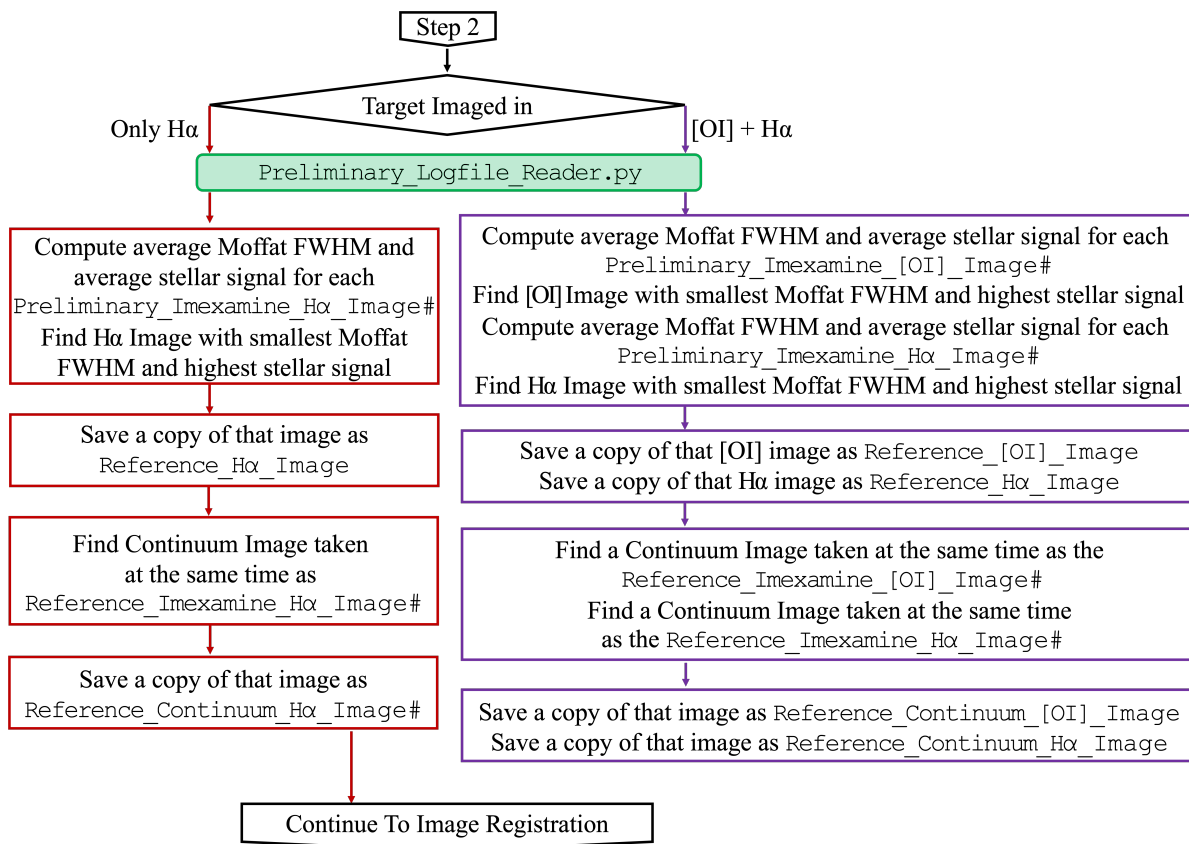 Step 2
Target Imaged in
Only Hα
[OI] + Hα
Preliminary_Logfile_Reader.py
Compute average Moffat FWHM and
average stellar signal for each
Preliminary_Imexamine_Hα_Image#
Find Hα Image with smallest Moffat
FWHM and highest stellar signal
Save a copy of that image as
Reference_Hα_Image
Find Continuum Image taken
at the same time as
Reference_Imexamine_Hα_Image#
Save a copy of that image as
Reference_Continuum_Hα_Image#
Compute average Moffat FWHM and average stellar signal for each
Preliminary_Imexamine_[OI]_Image#
Find [OI] Image with smallest Moffat FWHM and highest stellar signal
Compute average Moffat FWHM and average stellar signal for each
Preliminary_Imexamine_Hα_Image#
Find Hα Image with smallest Moffat FWHM and highest stellar signal
Save a copy of that [OI] image as Reference_[OI]_Image
Save a copy of that Hα image as Reference_Hα_Image
Find a Continuum Image taken at the same time as the
Reference_Imexamine_[OI]_Image#
Find a Continuum Image taken at the same time
as the Reference_Imexamine_Hα_Image#
Save a copy of that image as Reference_Continuum_[OI]_Image
Save a copy of that image as Reference_Continuum_Hα_Image
Continue To Image Registration